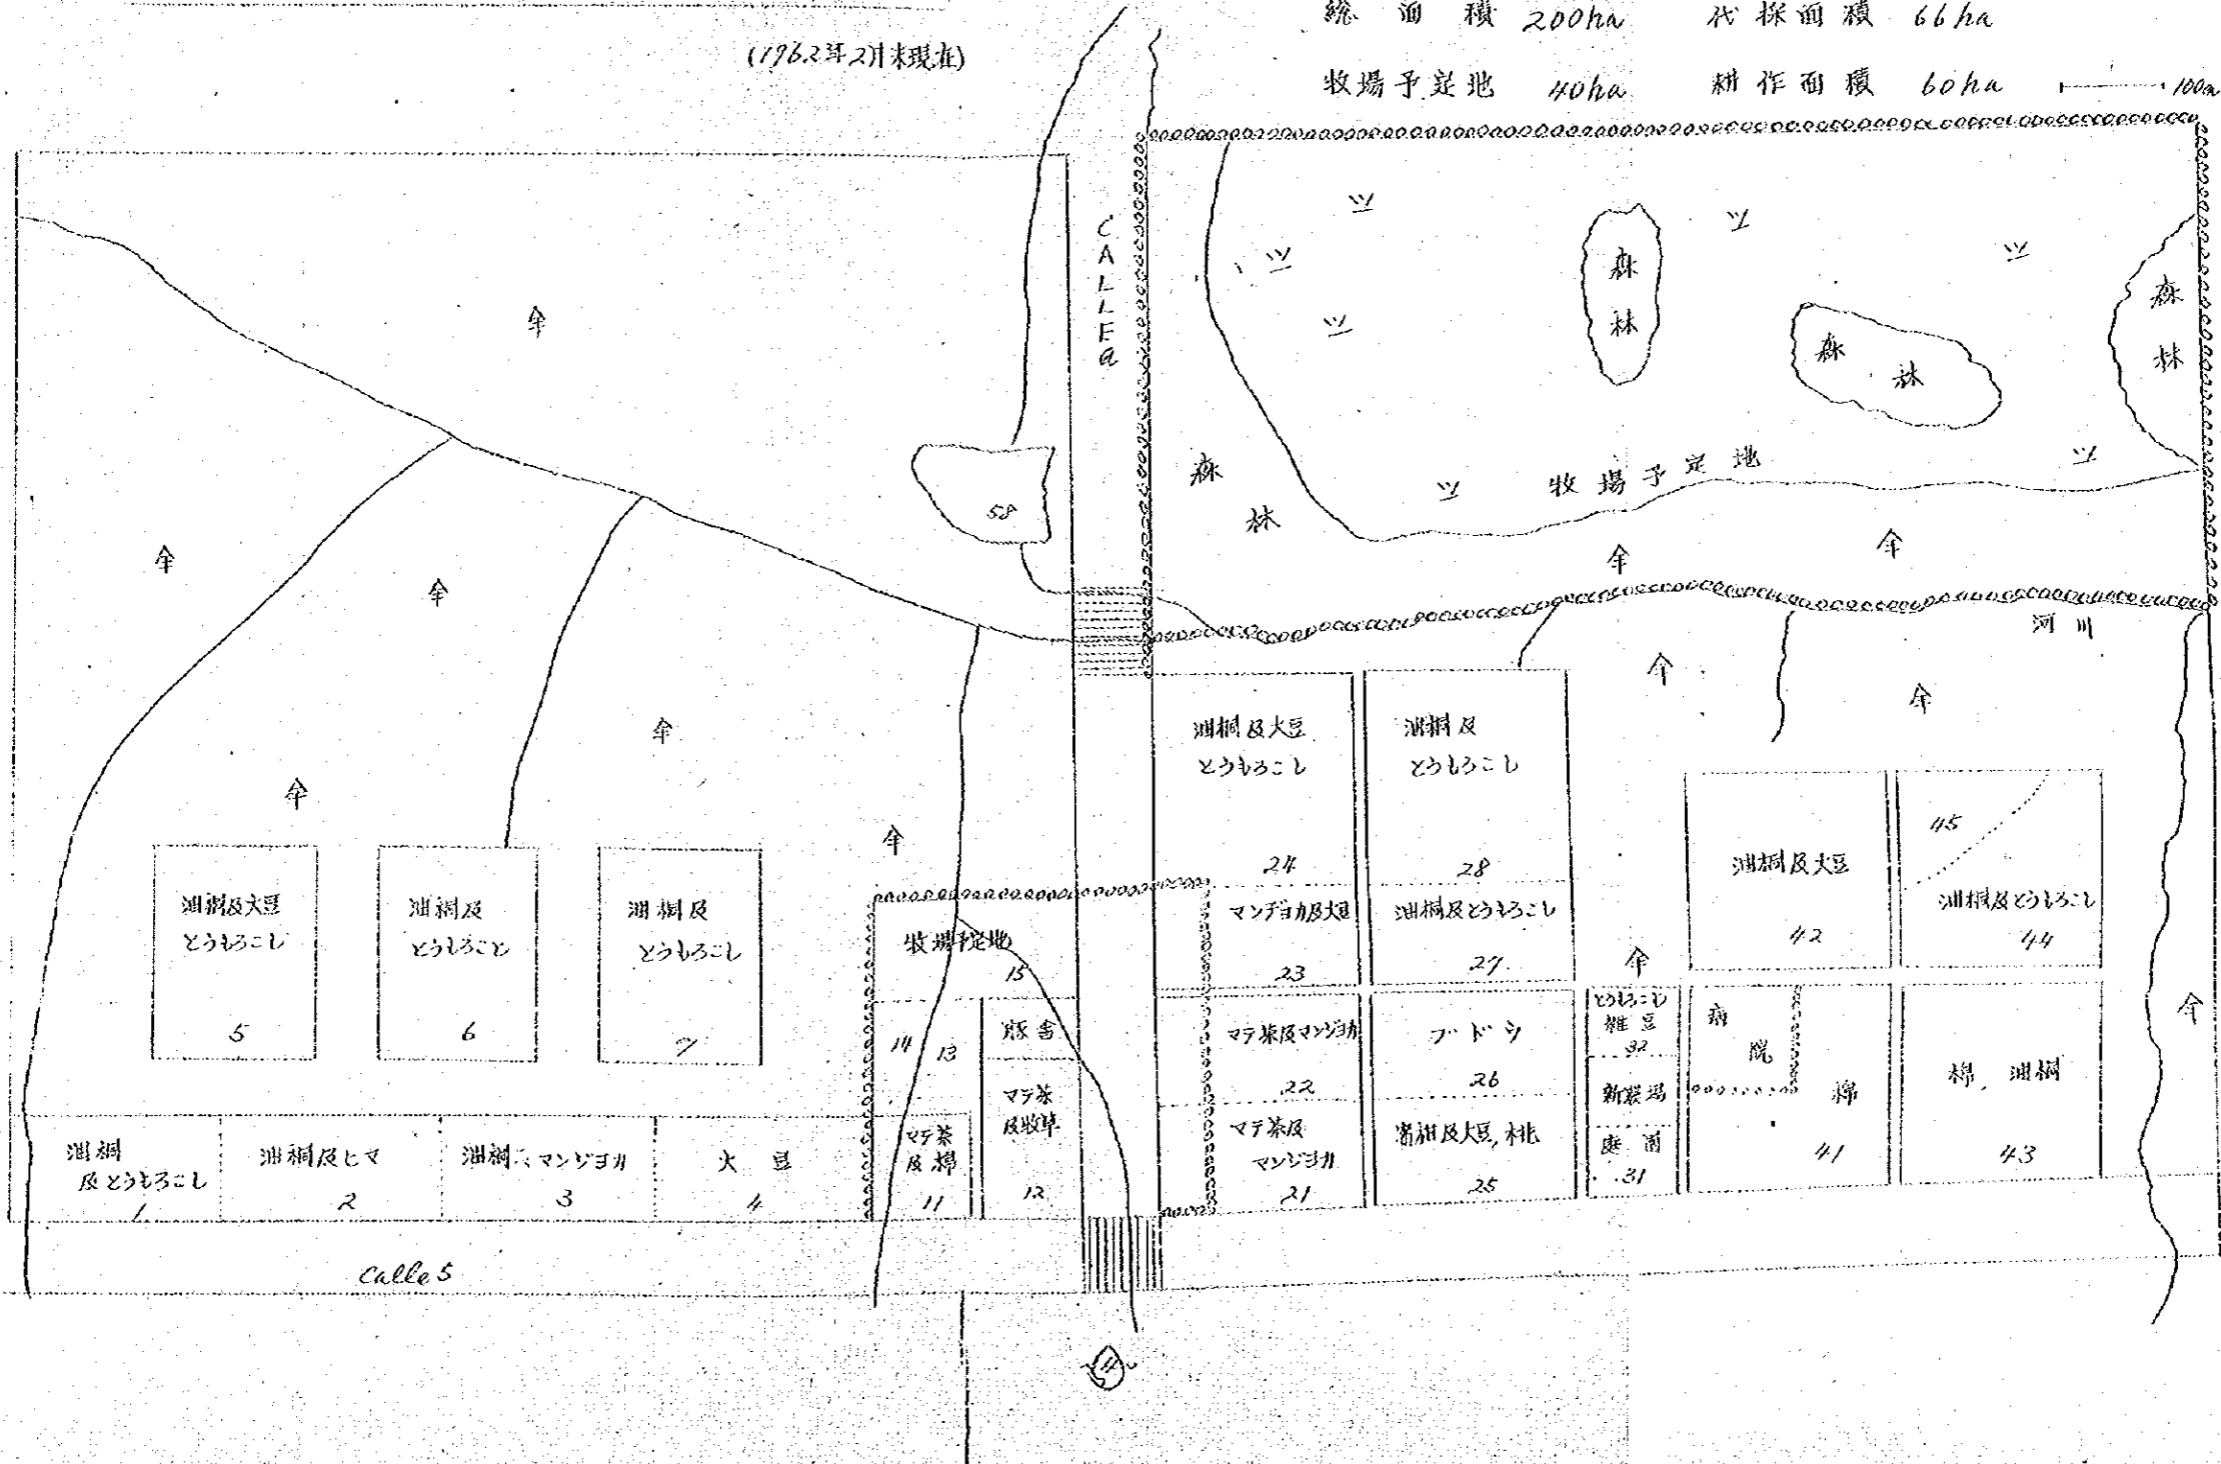 (1962年2月末現在)
総面積 200ha 伐採面積 66ha
牧場予定地 40ha 耕作面積 60ha 100m
CALLE a
森林
森林
森林
森林
牧場予定地
58
河川
油桐及大豆
とうもろこし
24
油桐及
とうもろこし
28
油桐及大豆
42
45
油桐及とうもろこし
44
油桐及大豆
とうもろこし
5
油桐及
とうもろこと
6
油桐及
とうもろこし
7
牧場予定地
15
マンヂョカ及大豆
23
油桐及とうもろこし
27
14
13
豚舎
マテ茶
及牧草
12
マテ茶及マンジョカ
22
ブドウ
26
とうもろこし
雑豆
32
新農場
庭園
31
病院
棉
41
棉、油桐
43
油桐
及とうもろこし
1
油桐及ヒマ
2
油桐 マンジョカ
3
大豆
4
マテ茶
及棉
11
マテ茶及
マンジョカ
21
蜜柑及大豆,桃
25
Calle 5